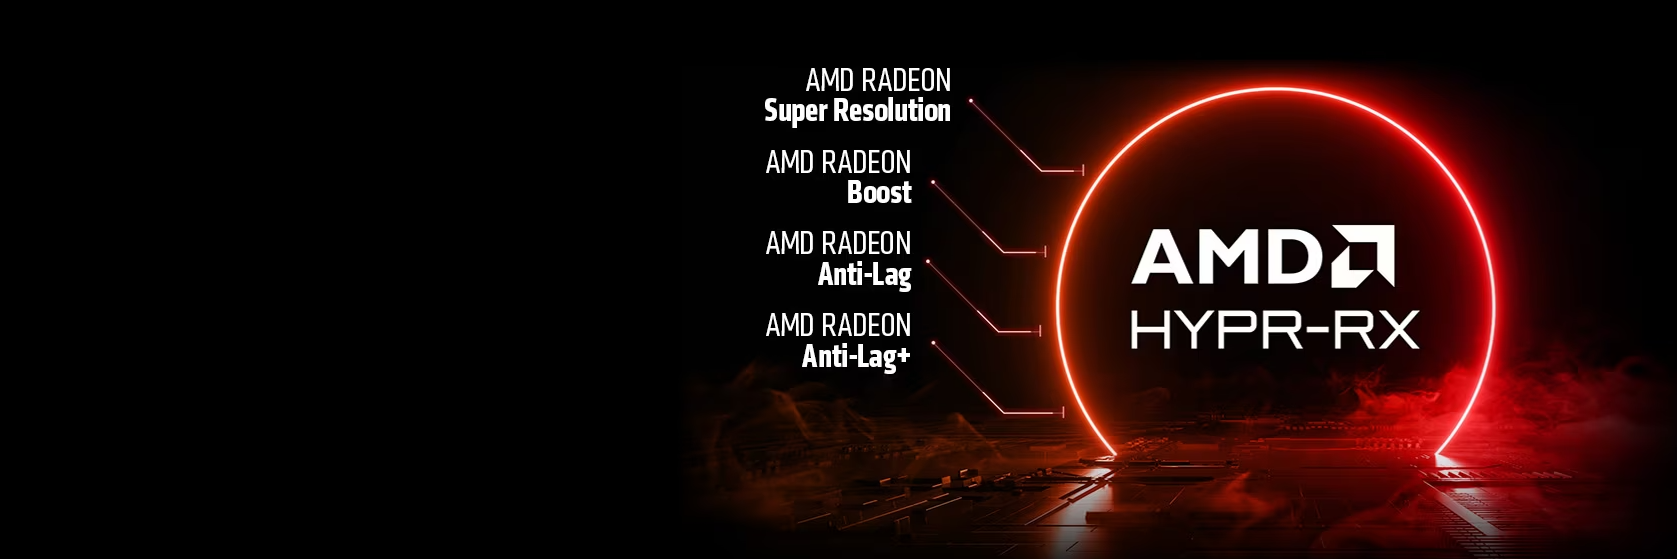 AMD RADEON
Super Resolution
AMD RADEON
Boost
AMD RADEON
Anti-Lag
AMD RADEON
Anti-Lag+
AMD
HYPR-RX